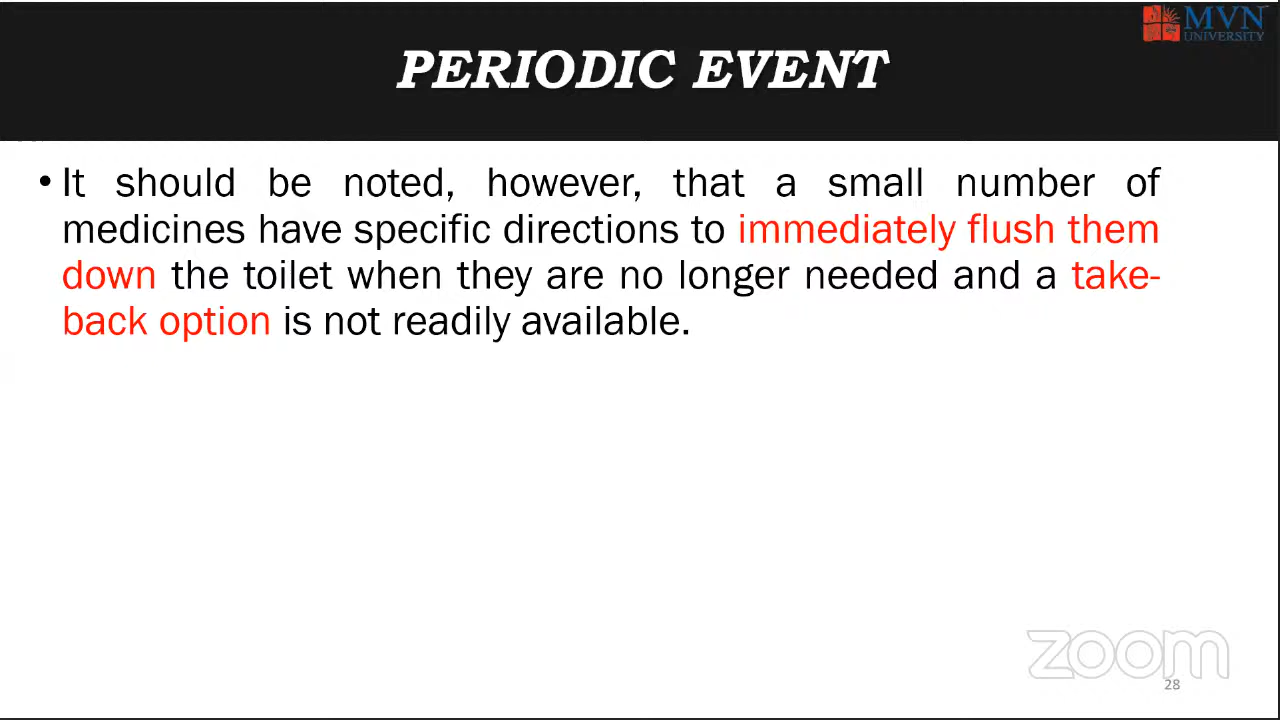 MVN
UNIVERSITY
PERIODIC EVENT
• It should be noted, however, that a small number of
medicines have specific directions to immediately flush them
down the toilet when they are no longer needed and a take-
back option is not readily available.
zoom
28